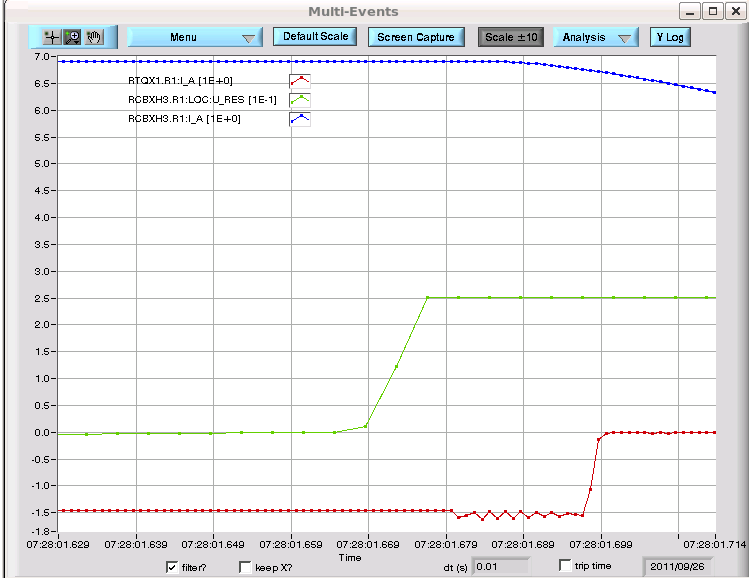 Multi-Events
Menu Default Scale Screen Capture Scale ±10 Analysis Y Log
7.0
6.5
6.0
5.5
5.0
4.5
4.0
3.5
3.0
2.5
2.0
1.5
1.0
0.5
0.0
-0.5
-1.0
-1.5
-1.8
RTQX1.R1:I_A [1E+0]
RCBXH3.R1:LOC:U_RES [1E-1]
RCBXH3.R1:I_A [1E+0]
07:28:01.629 07:28:01.639 07:28:01.649 07:28:01.659 07:28:01.669 07:28:01.679 07:28:01.689 07:28:01.699 07:28:01.714
Time
filter? keep X? dt (s) 0.01 trip time 2011/09/26